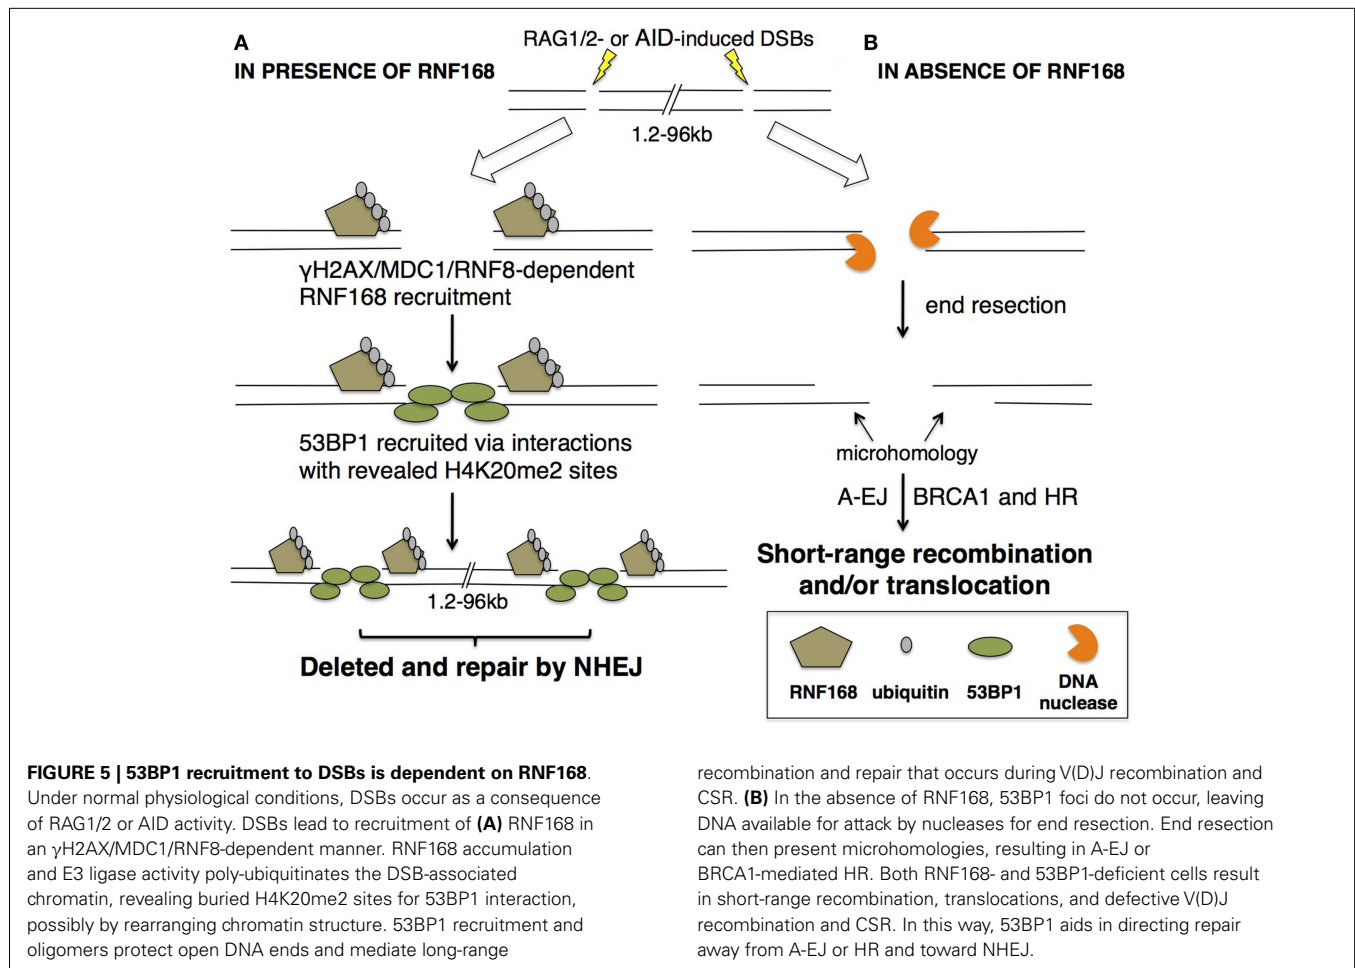 A
IN PRESENCE OF RNF168
RAG1/2- or AID-induced DSBs
B
IN ABSENCE OF RNF168
1.2-96kb
γH2AX/MDC1/RNF8-dependent
RNF168 recruitment
53BP1 recruited via interactions
with revealed H4K20me2 sites
1.2-96kb
Deleted and repair by NHEJ
end resection
microhomology
A-EJ
BRCA1 and HR
Short-range recombination
and/or translocation
RNF168
ubiquitin
53BP1
DNA
nuclease
FIGURE 5 | 53BP1 recruitment to DSBs is dependent on RNF168.
Under normal physiological conditions, DSBs occur as a consequence
of RAG1/2 or AID activity. DSBs lead to recruitment of (A) RNF168 in
an γH2AX/MDC1/RNF8-dependent manner. RNF168 accumulation
and E3 ligase activity poly-ubiquitinates the DSB-associated
chromatin, revealing buried H4K20me2 sites for 53BP1 interaction,
possibly by rearranging chromatin structure. 53BP1 recruitment and
oligomers protect open DNA ends and mediate long-range
recombination and repair that occurs during V(D)J recombination and
CSR. (B) In the absence of RNF168, 53BP1 foci do not occur, leaving
DNA available for attack by nucleases for end resection. End resection
can then present microhomologies, resulting in A-EJ or
BRCA1-mediated HR. Both RNF168- and 53BP1-deficient cells result
in short-range recombination, translocations, and defective V(D)J
recombination and CSR. In this way, 53BP1 aids in directing repair
away from A-EJ or HR and toward NHEJ.